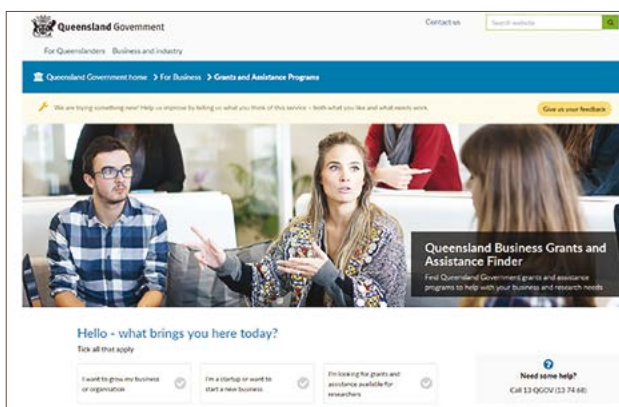 Queensland Government
Contact us
Search website
For Queenslanders Business and industry
Queensland Government home > For Business > Grants and Assistance Programs
We are trying something new! Help us improve by telling us what you think of this service – both what you like and what needs work.
Give us your feedback
Queensland Business Grants and
Assistance Finder
Find Queensland Government grants and assistance
programs to help with your business and research needs
Hello - what brings you here today?
Tick all that apply
I want to grow my business
or organisation
I'm a startup or want to
start a new business
I'm looking for grants and
assistance available for
researchers
Need some help?
Call 13 QGOV (13 74 68)